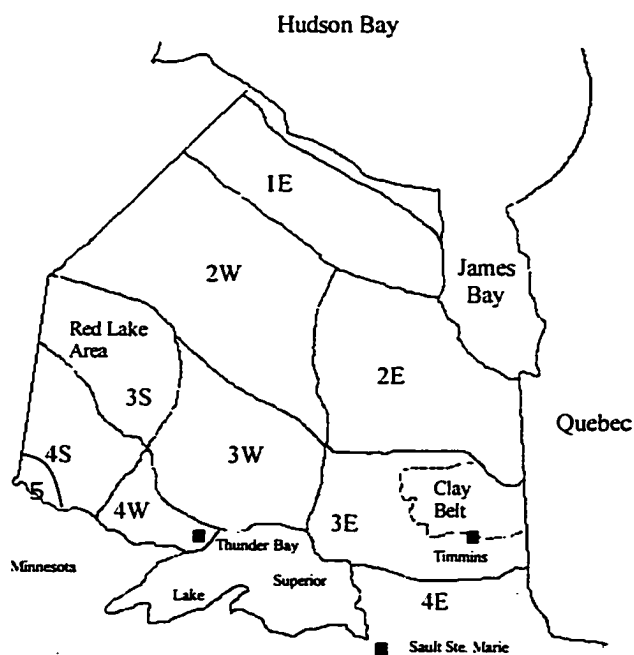 Hudson Bay
1E
2W
James
Bay
Red Lake
Area
2E
3S
Quebec
4S
3W
5
4W
3E
Clay
Belt
Thunder Bay
Timmins
Minnesota
Lake
Superior
4E
Sault Ste. Marie